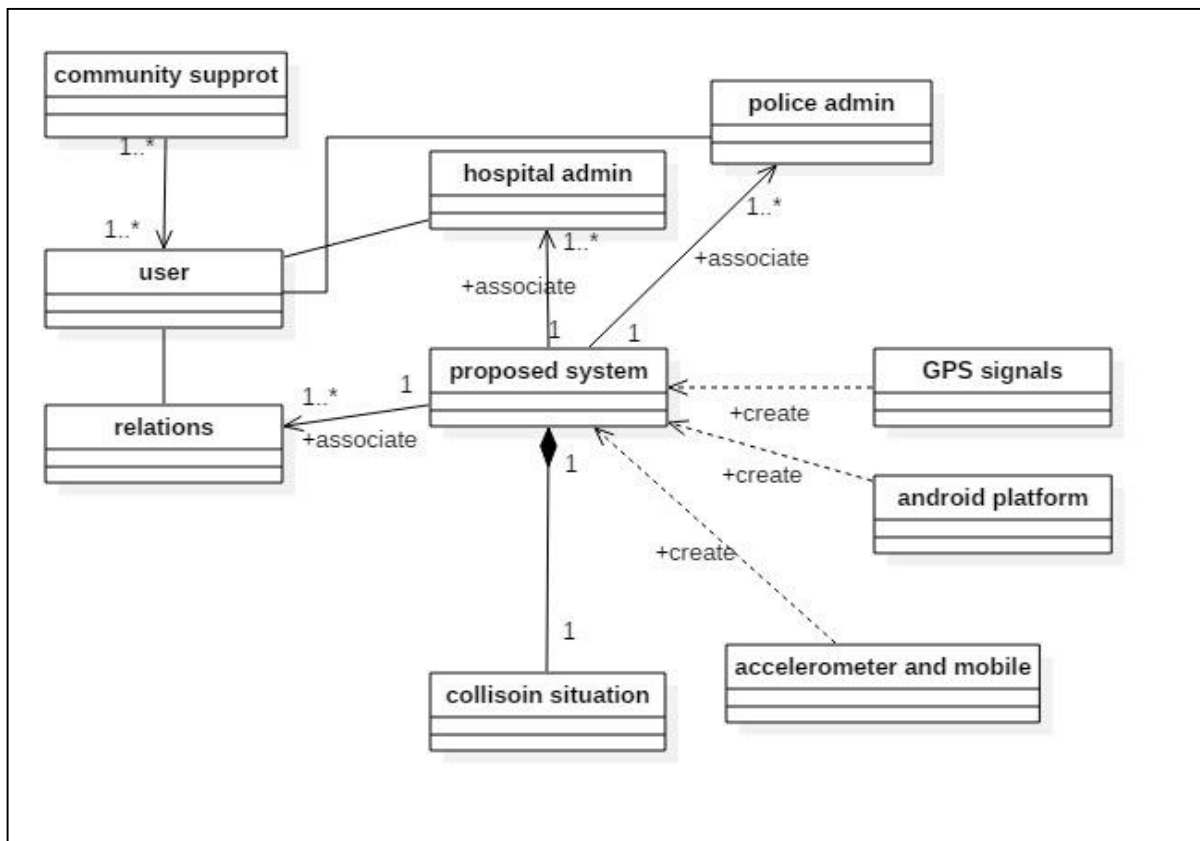 community supprot
police admin
1..*
hospital admin
1..*
1..*
1..*
user
+associate
+associate
1
1
proposed system
GPS signals
1
1..*
+create
relations
+associate
1
+create
android platform
+create
1
accelerometer and mobile
collisoin situation